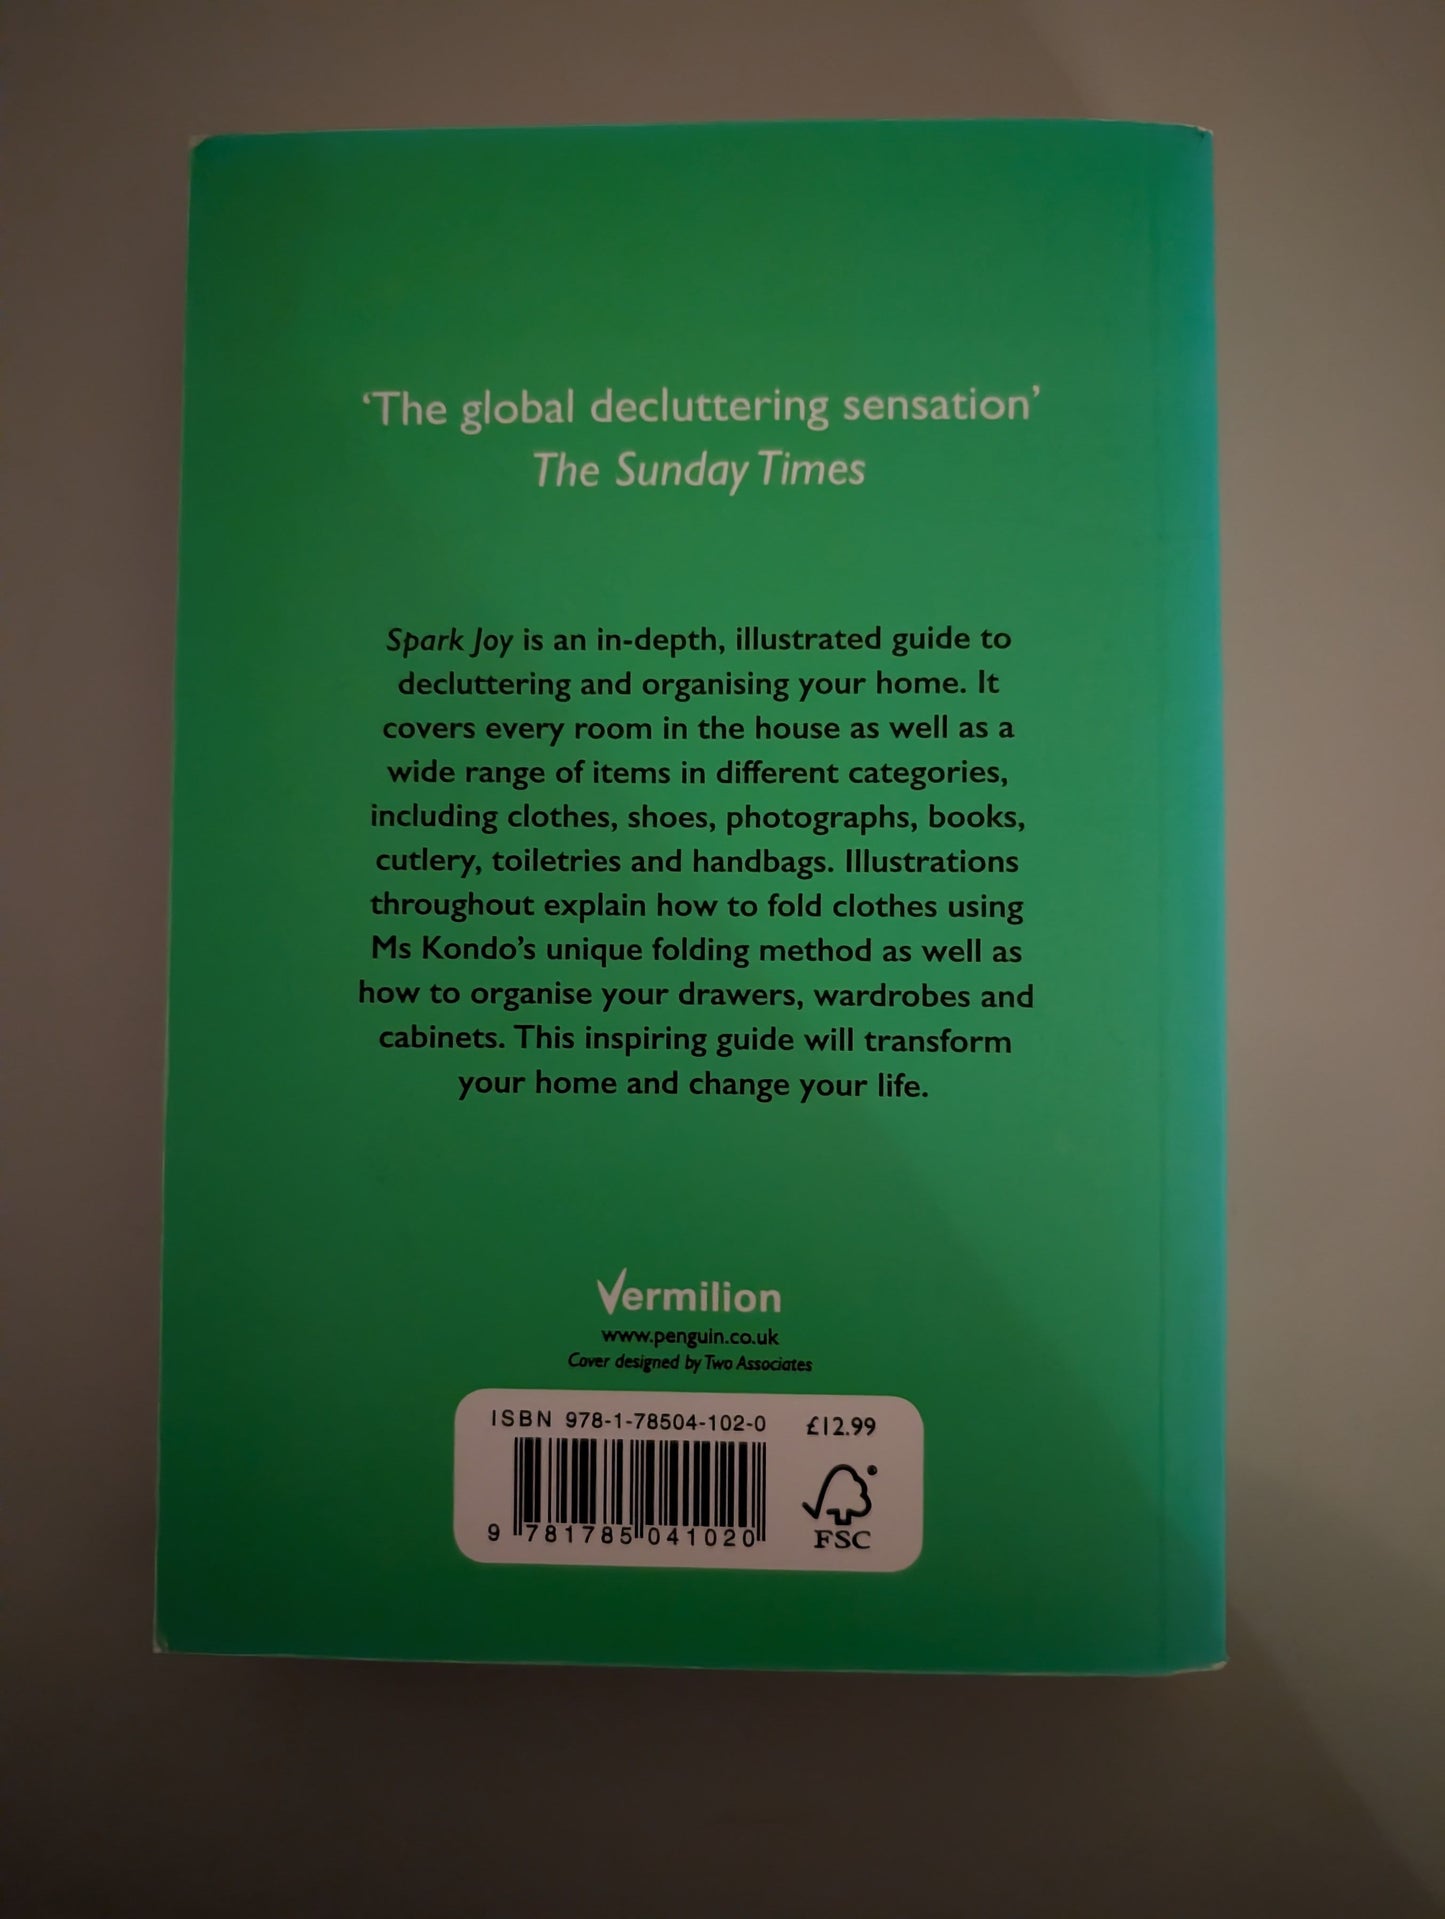 ‘The global decluttering sensation’
The Sunday Times
Spark Joy is an in-depth, illustrated guide to
decluttering and organising your home. It
covers every room in the house as well as a
wide range of items in different categories,
including clothes, shoes, photographs, books,
cutlery, toiletries and handbags. Illustrations
throughout explain how to fold clothes using
Ms Kondo’s unique folding method as well as
how to organise your drawers, wardrobes and
cabinets. This inspiring guide will transform
your home and change your life.
Vermilion
www.penguin.co.uk
Cover designed by Two Associates
ISBN 978-1-78504-102-0 £12.99
9 781785 041020
FSC